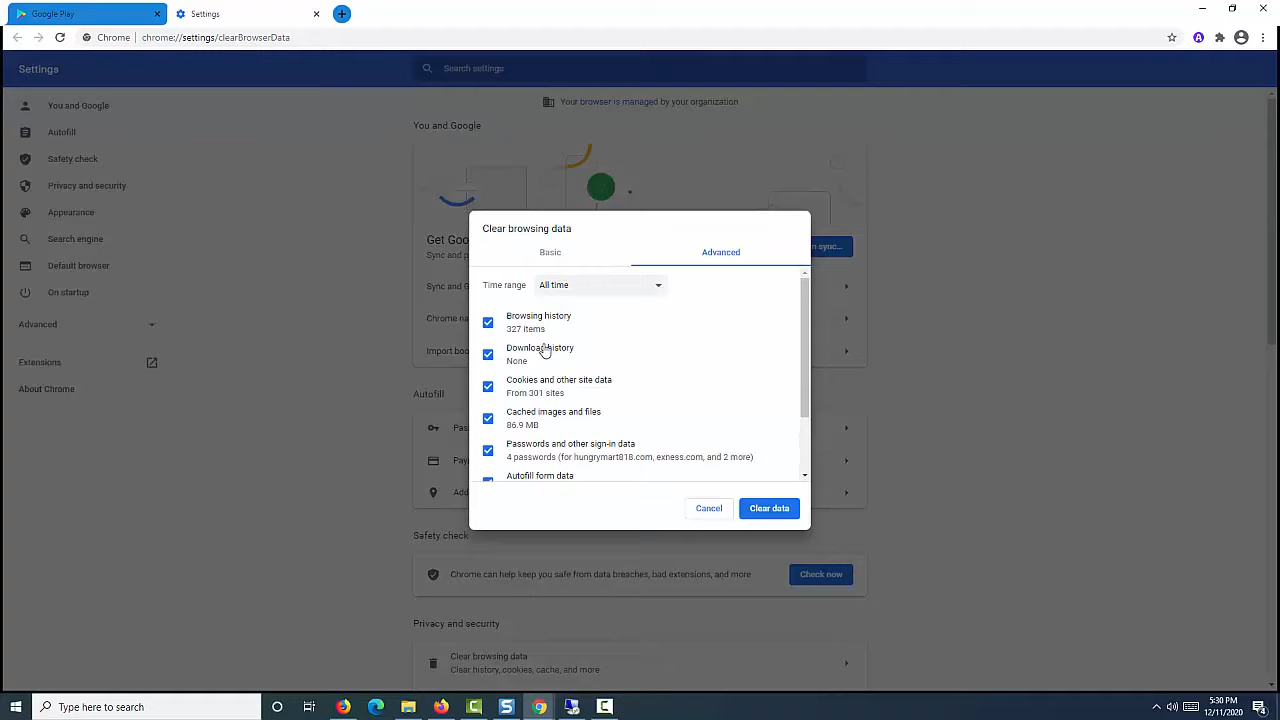 Google Play
Settings
Chrome
chrome://settings/clearBrowserData
Settings
Search settings
You and Google
Autofill
Safety check
Privacy and security
Appearance
Search engine
Default browser
On startup
Advanced
Extensions
About Chrome
Your browser is managed by your organization
You and Google
Get Goo
Sync and p
n sync...
Sync and G
Chrome na
Import boo
Autofill
Pas
Pay
Add
Clear browsing data
Basic
Advanced
Time range
All time
Browsing history
327 items
Download history
None
Cookies and other site data
From 301 sites
Cached images and files
86.9 MB
Passwords and other sign-in data
4 passwords (for hungrymart818.com, exness.com, and 2 more)
Autofill form data
Cancel
Clear data
Safety check
Chrome can help keep you safe from data breaches, bad extensions, and more
Check now
Privacy and security
Clear browsing data
Clear history, cookies, cache, and more
Type here to search
5:30 PM
12/11/2020